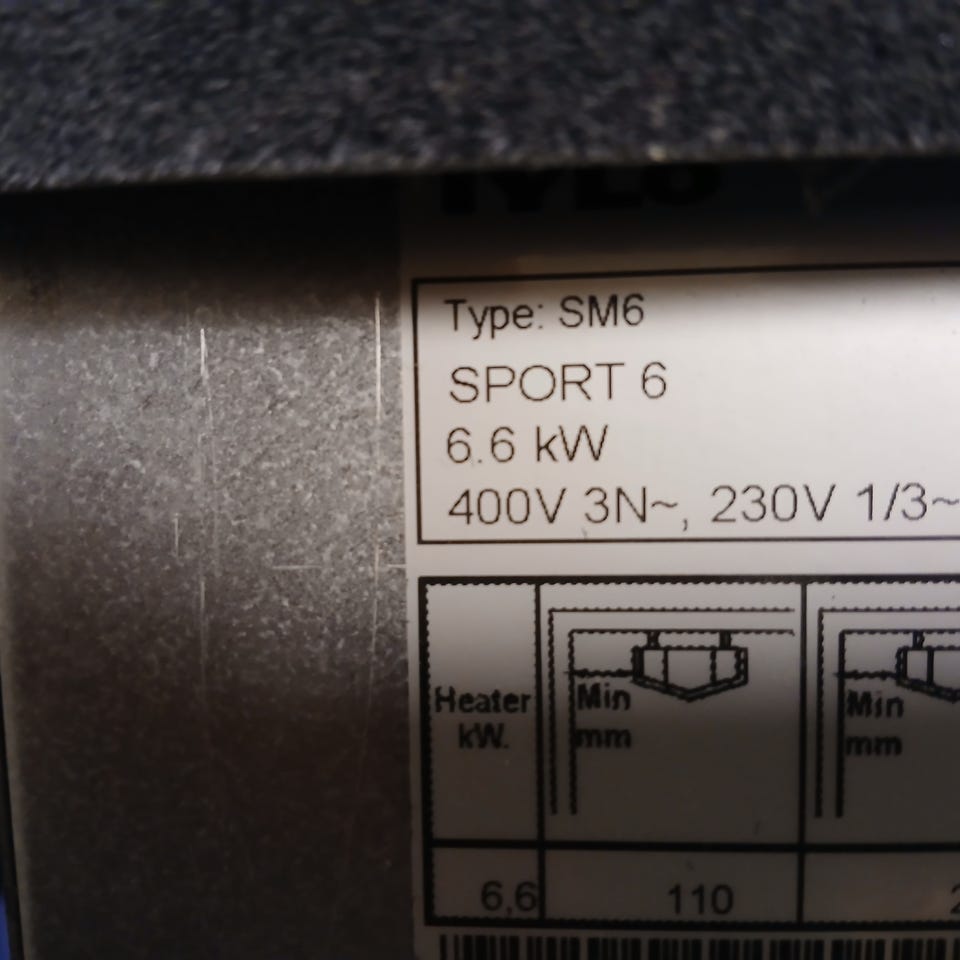 TYLÖ
Type: SM6
SPORT 6
6.6 kW
400V 3N~, 230V 1/3~
Heater
kW.
Min
mm
Min
mm
6,6
110